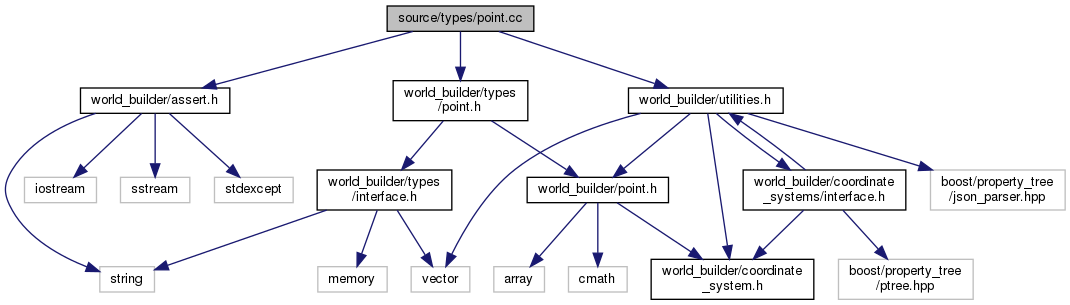 source/types/point.cc
world_builder/assert.h
world_builder/types
/point.h
world_builder/utilities.h
iostream
sstream
stdexcept
world_builder/types
/interface.h
world_builder/point.h
world_builder/coordinate
_systems/interface.h
boost/property_tree
/json_parser.hpp
string
memory
vector
array
cmath
world_builder/coordinate
_system.h
boost/property_tree
/ptree.hpp